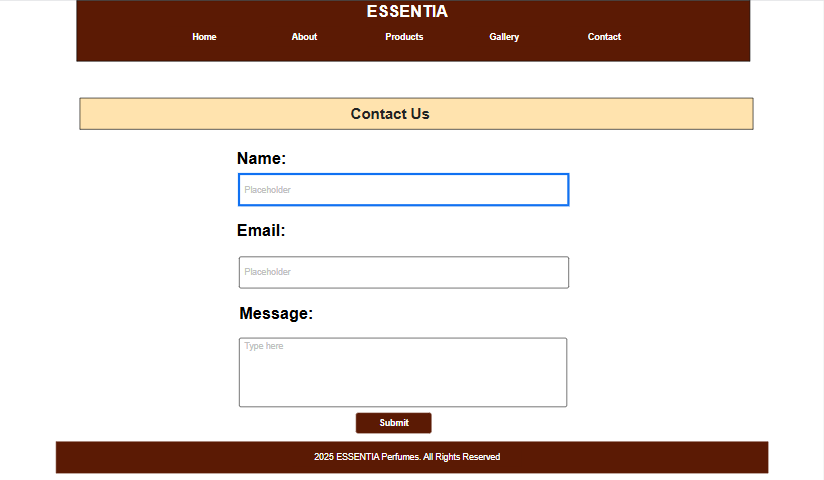 ESSENTIA
Home About Products Gallery Contact
Contact Us
Name:
Placeholder
Email:
Placeholder
Message:
Type here
Submit
2025 ESSENTIA Perfumes. All Rights Reserved